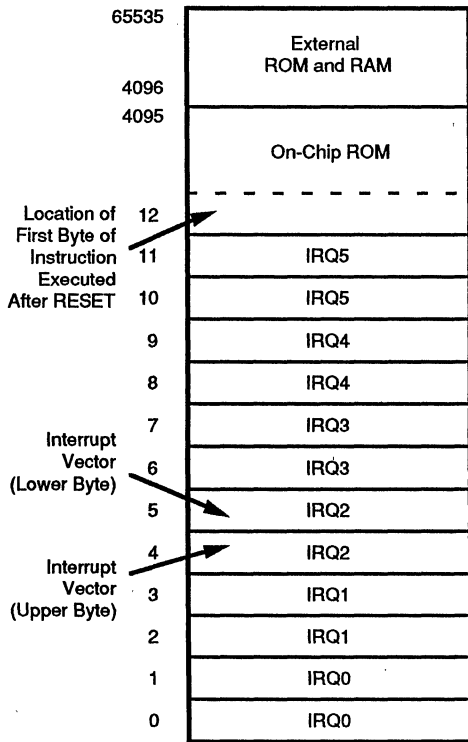 65535
External
ROM and RAM
4096
4095
On-Chip ROM
Location of
First Byte of
Instruction
Executed
After RESET
12
11 IRQ5
10 IRQ5
9 IRQ4
8 IRQ4
7 IRQ3
Interrupt
Vector
(Lower Byte)
6 IRQ3
5 IRQ2
4 IRQ2
Interrupt
Vector
(Upper Byte)
3 IRQ1
2 IRQ1
1 IRQ0
0 IRQ0